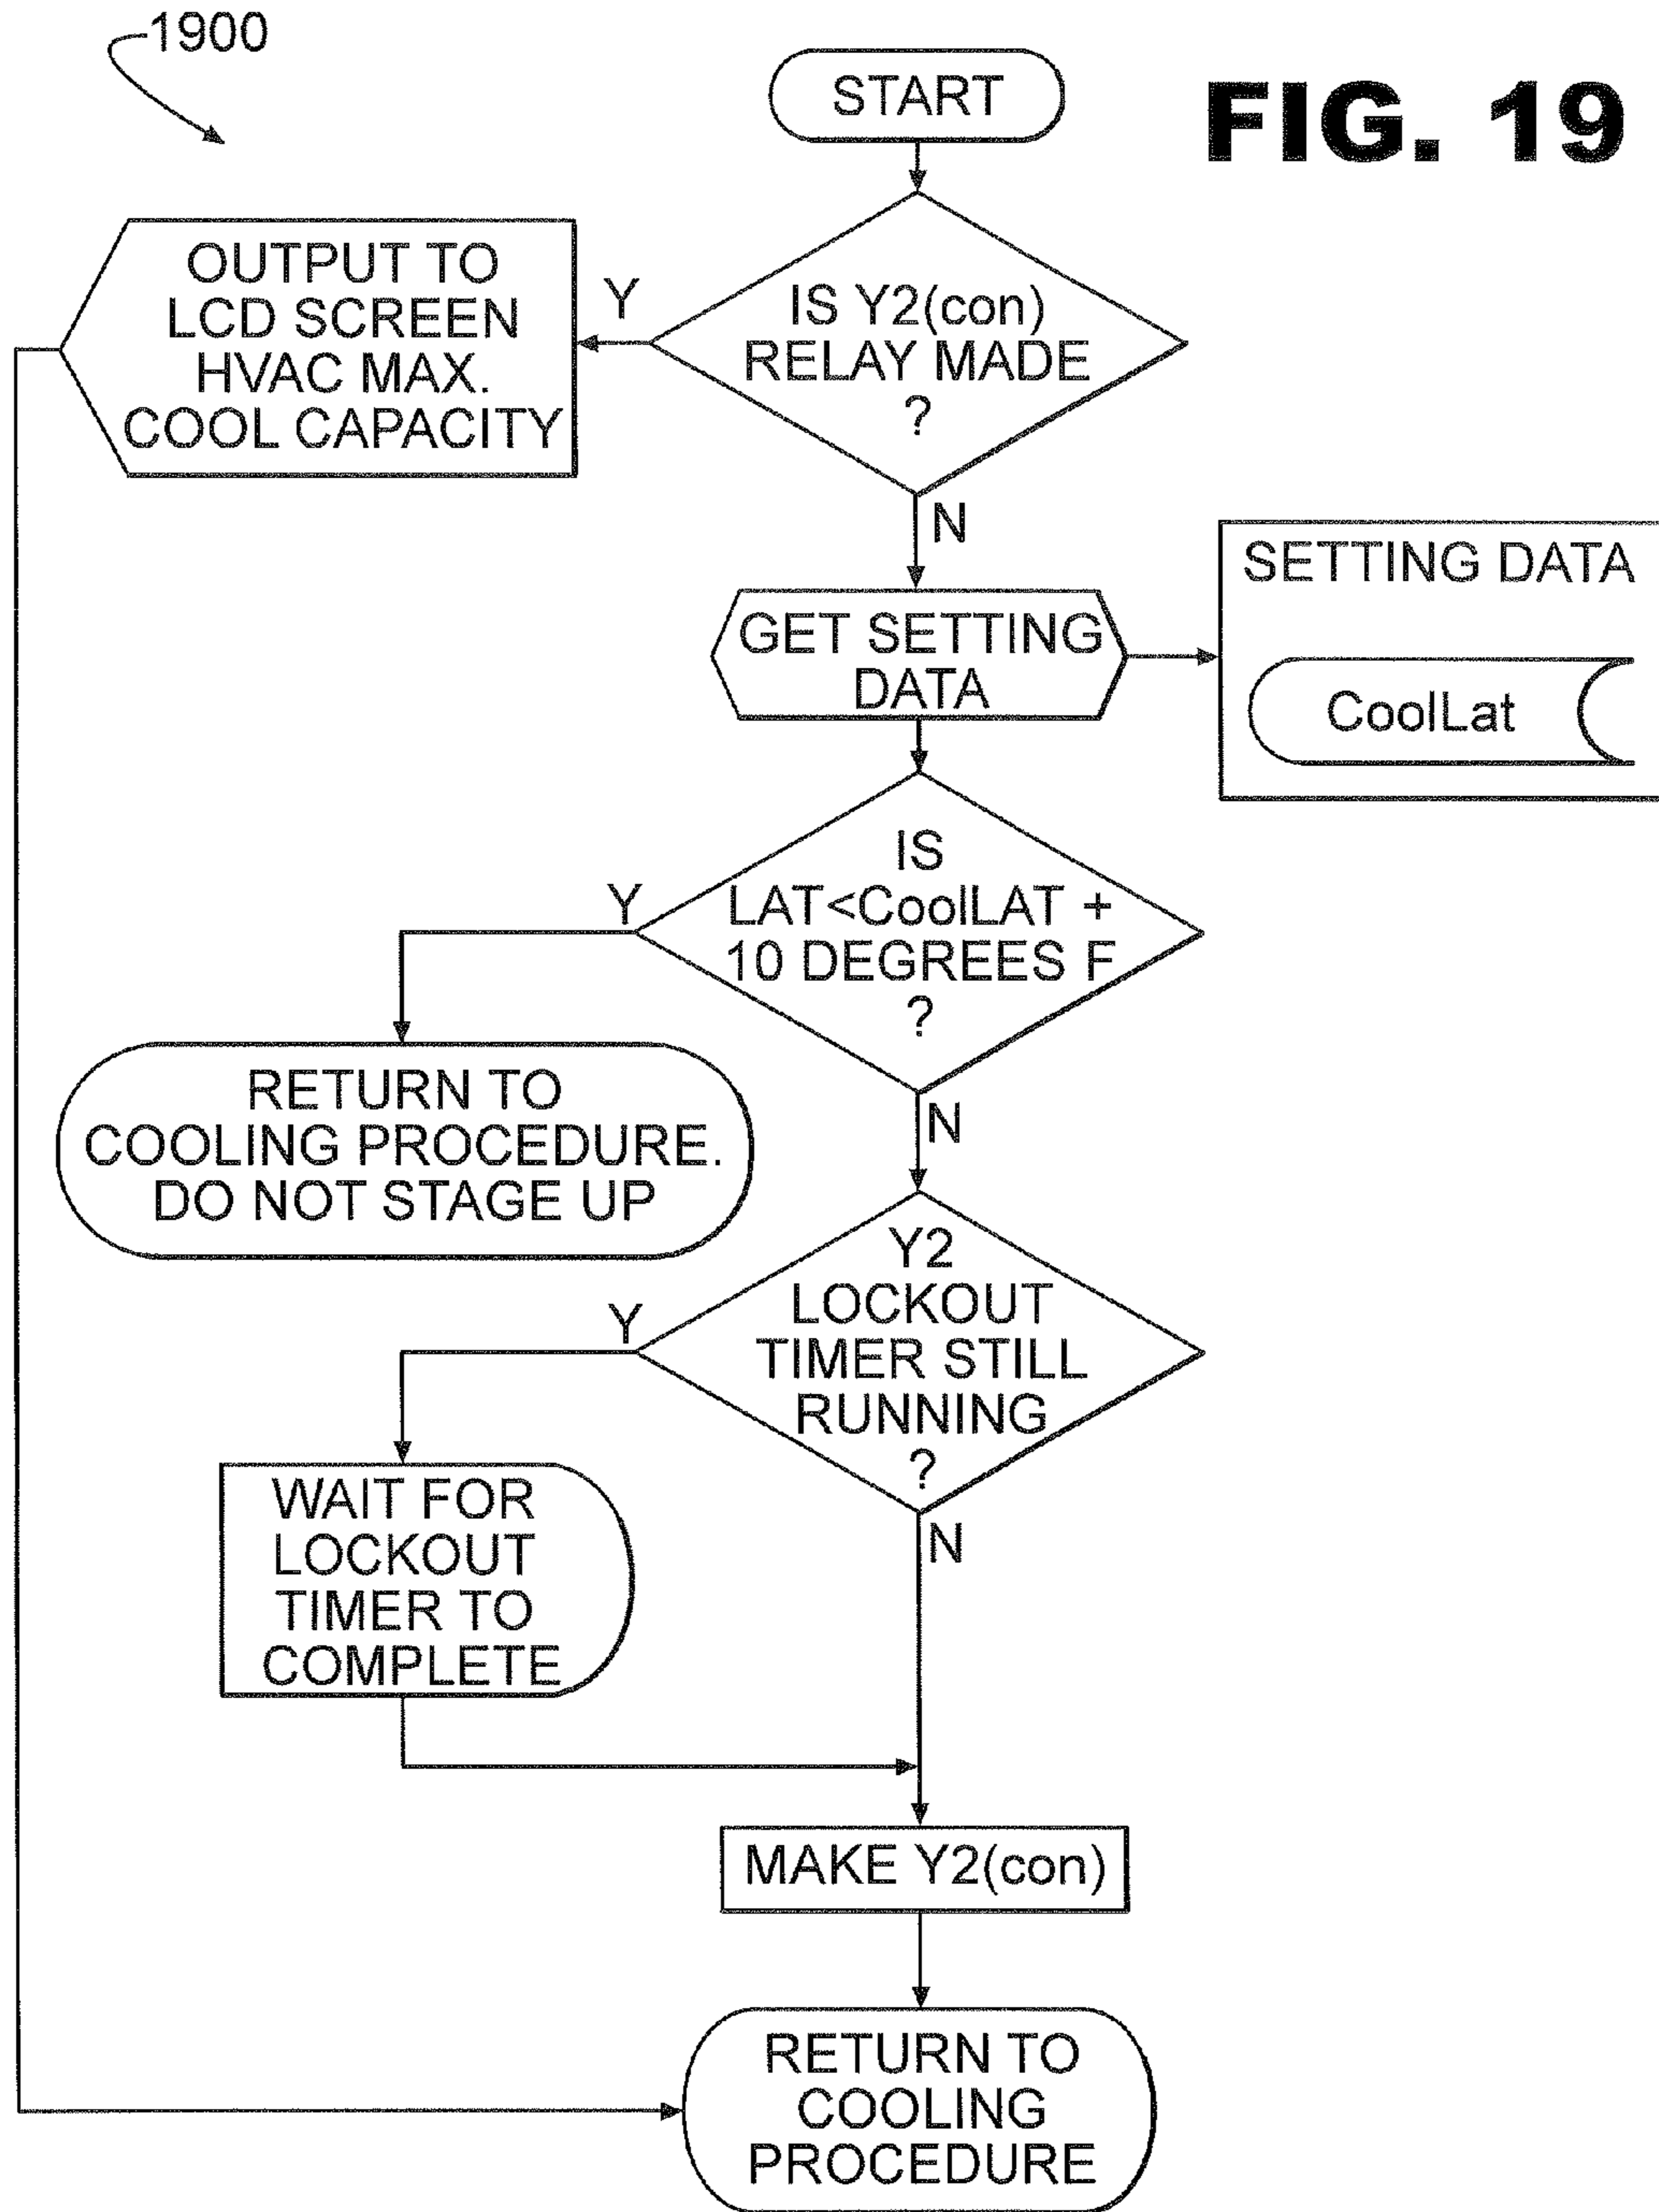 1900
FIG. 19
START
IS Y2(con)
RELAY MADE
?
Y
OUTPUT TO
LCD SCREEN
HVAC MAX.
COOL CAPACITY
N
GET SETTING
DATA
SETTING DATA
CoolLat
IS
LAT<CoolLAT +
10 DEGREES F
?
Y
RETURN TO
COOLING PROCEDURE.
DO NOT STAGE UP
N
Y2
LOCKOUT
TIMER STILL
RUNNING
?
Y
WAIT FOR
LOCKOUT
TIMER TO
COMPLETE
N
MAKE Y2(con)
RETURN TO
COOLING
PROCEDURE